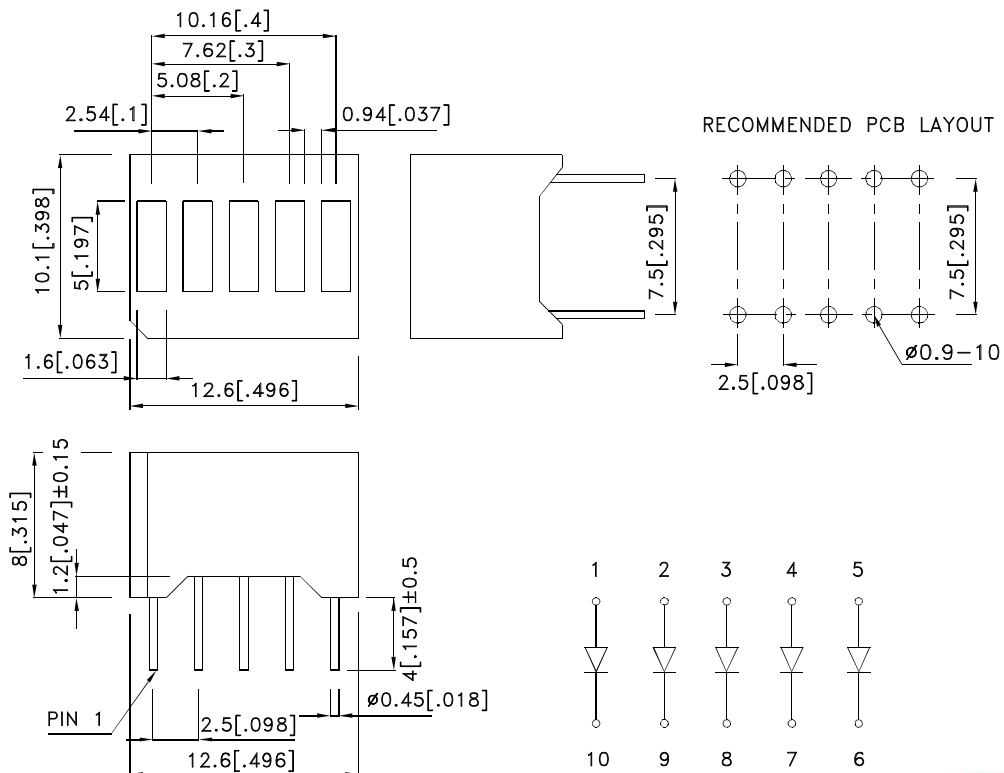 10.16[.4]
7.62[.3]
5.08[.2]
2.54[.1]
0.94[.037]
RECOMMENDED PCB LAYOUT
10.1[.398]
5[.197]
7.5[.295]
7.5[.295]
1.6[.063]
12.6[.496]
ø0.9-10
2.5[.098]
8[.315]
1.2[.047]±0.15
4[.157]±0.5
PIN 1
ø0.45[.018]
2.5[.098]
12.6[.496]
1 2 3 4 5
10 9 8 7 6